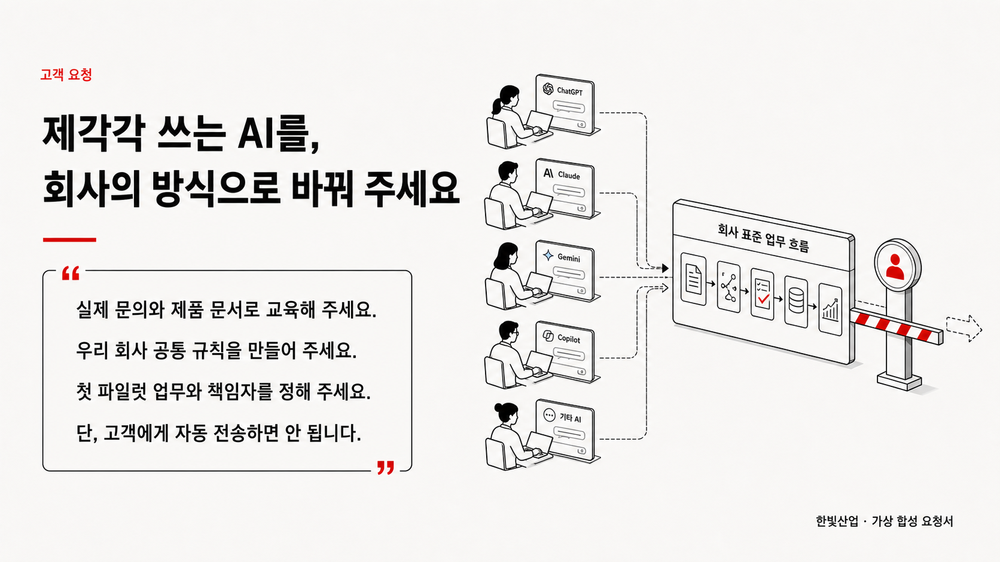 고객 요청
제각각 쓰는 AI를,
회사의 방식으로 바꿔 주세요
“
실제 문의와 제품 문서로 교육해 주세요.
우리 회사 공통 규칙을 만들어 주세요.
첫 파일럿 업무와 책임자를 정해 주세요.
단, 고객에게 자동 전송하면 안 됩니다.
”
ChatGPT
AI Claude
Gemini
Copilot
기타 AI
회사 표준 업무 흐름
한빛산업 · 가상 합성 요청서